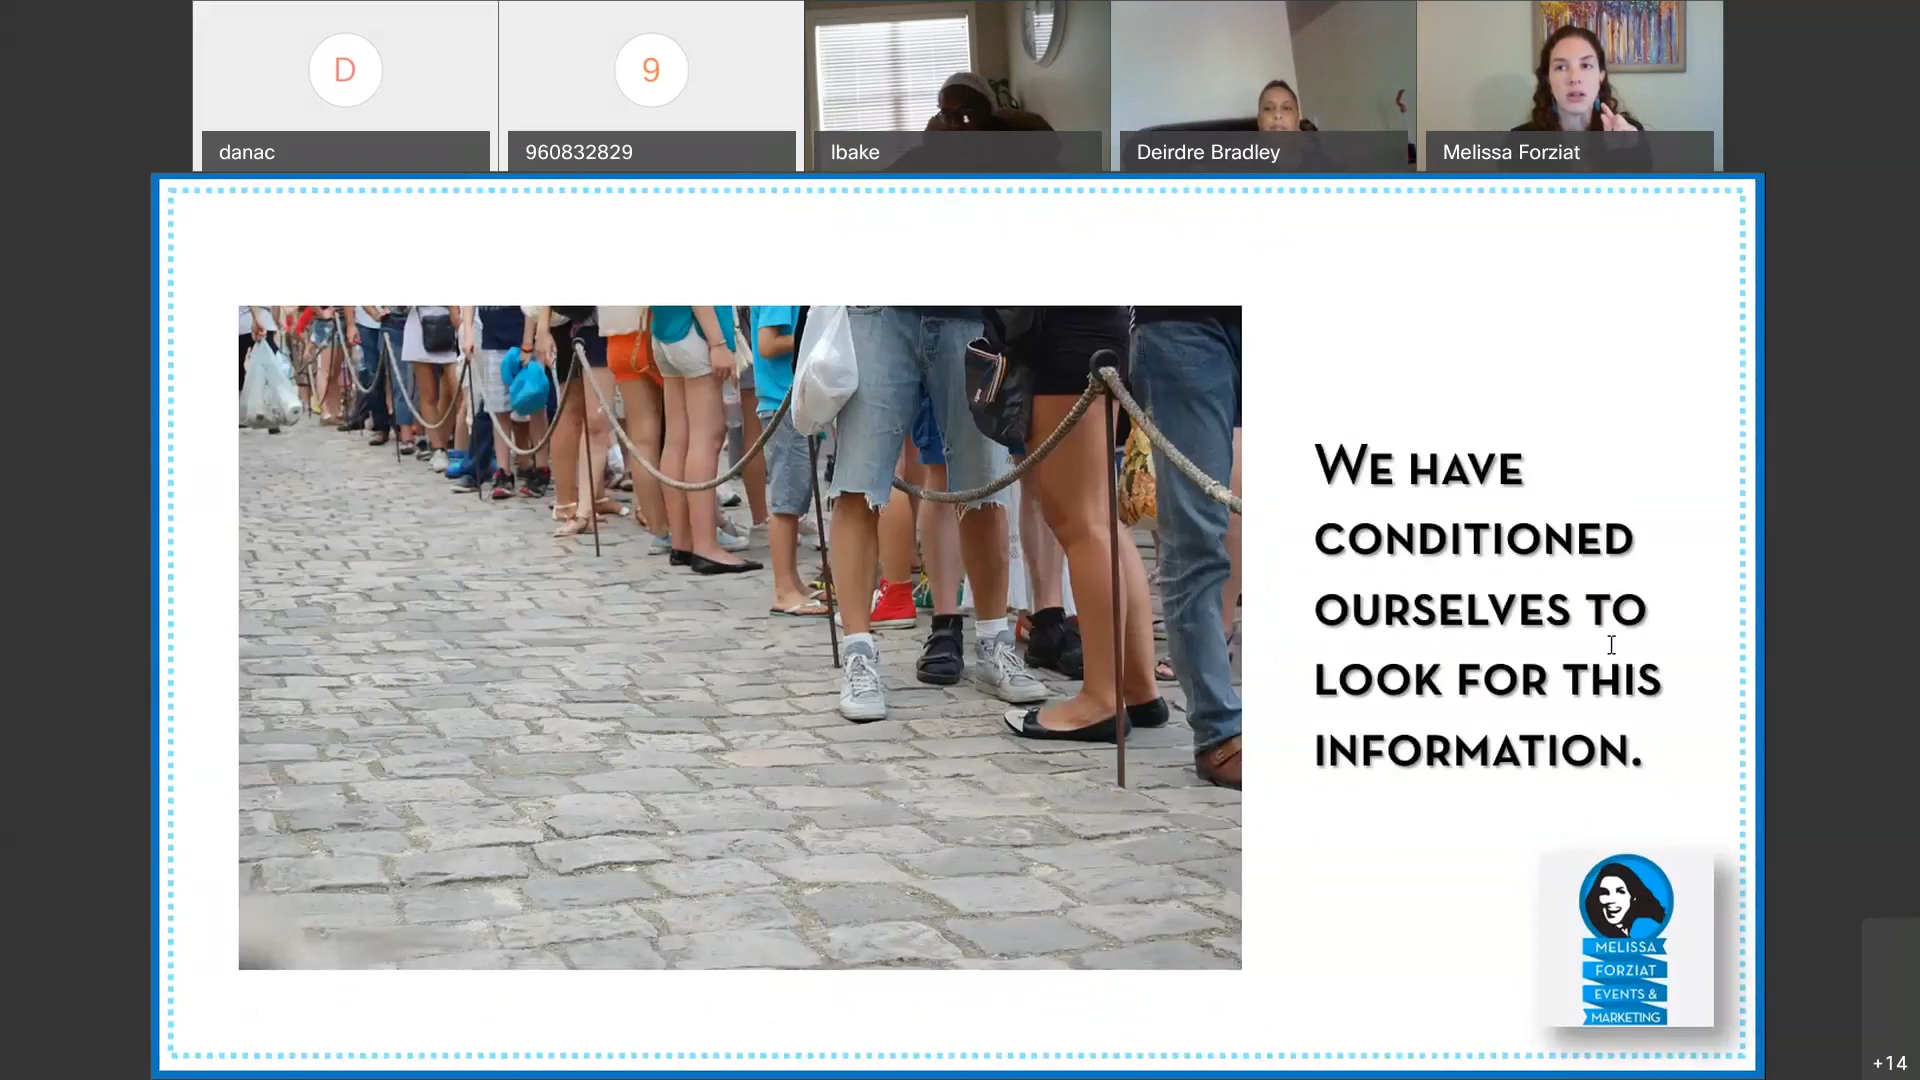 D
9
danac
960832829
lbake
Deirdre Bradley
Melissa Forziat
We have
conditioned
ourselves to
look for this
information.
MELISSA
FORZIAT
EVENTS &
MARKETING
+14